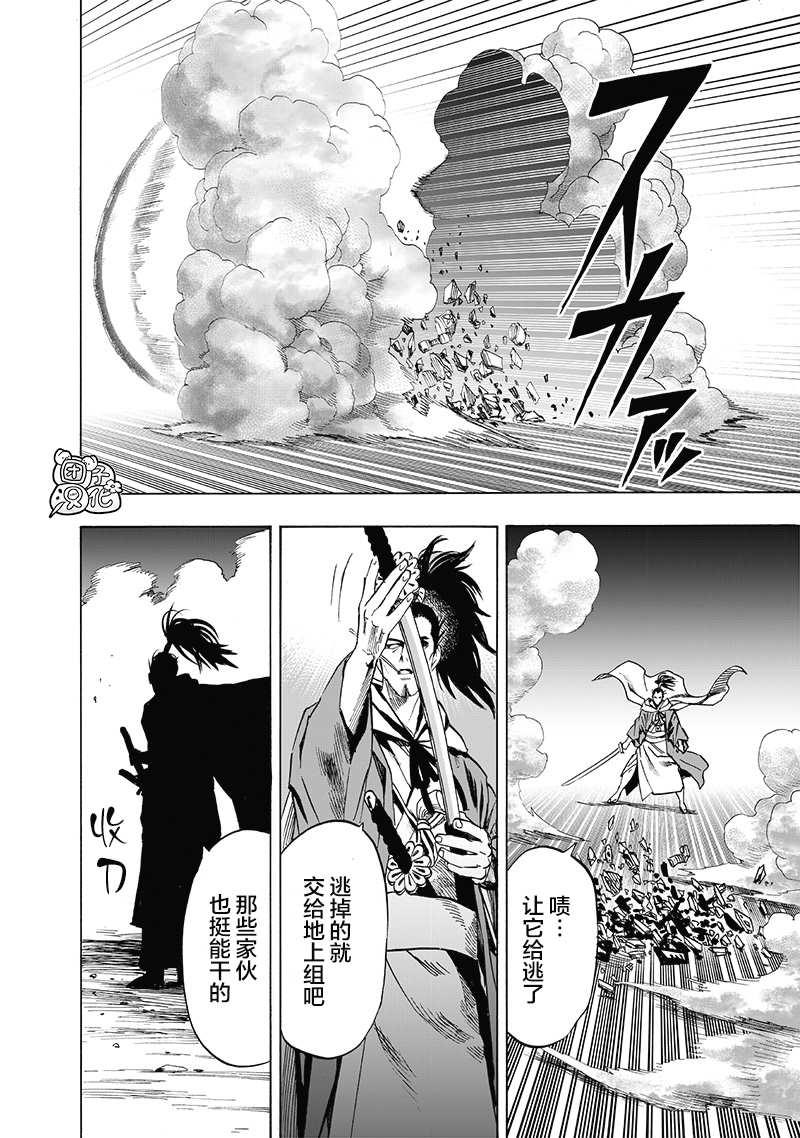 スッ
カァッ
啧…
让它给逃了
逃掉的就
交给地上组吧
那些家伙
也挺能干的
收刀
团子
汉化